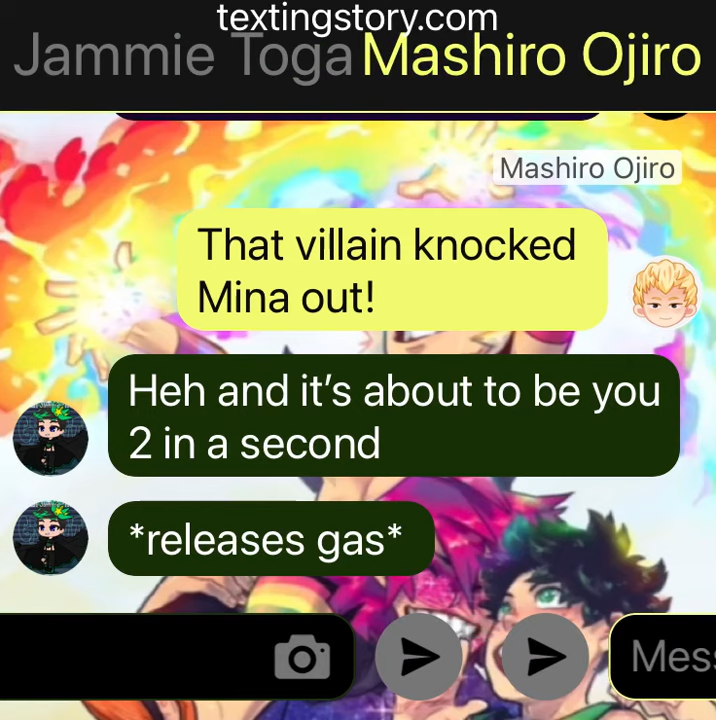 textingstory.com
Jammie Toga Mashiro Ojiro
Mashiro Ojiro
That villain knocked
Mina out!
Heh and it’s about to be you
2 in a second
*releases gas*
Mess